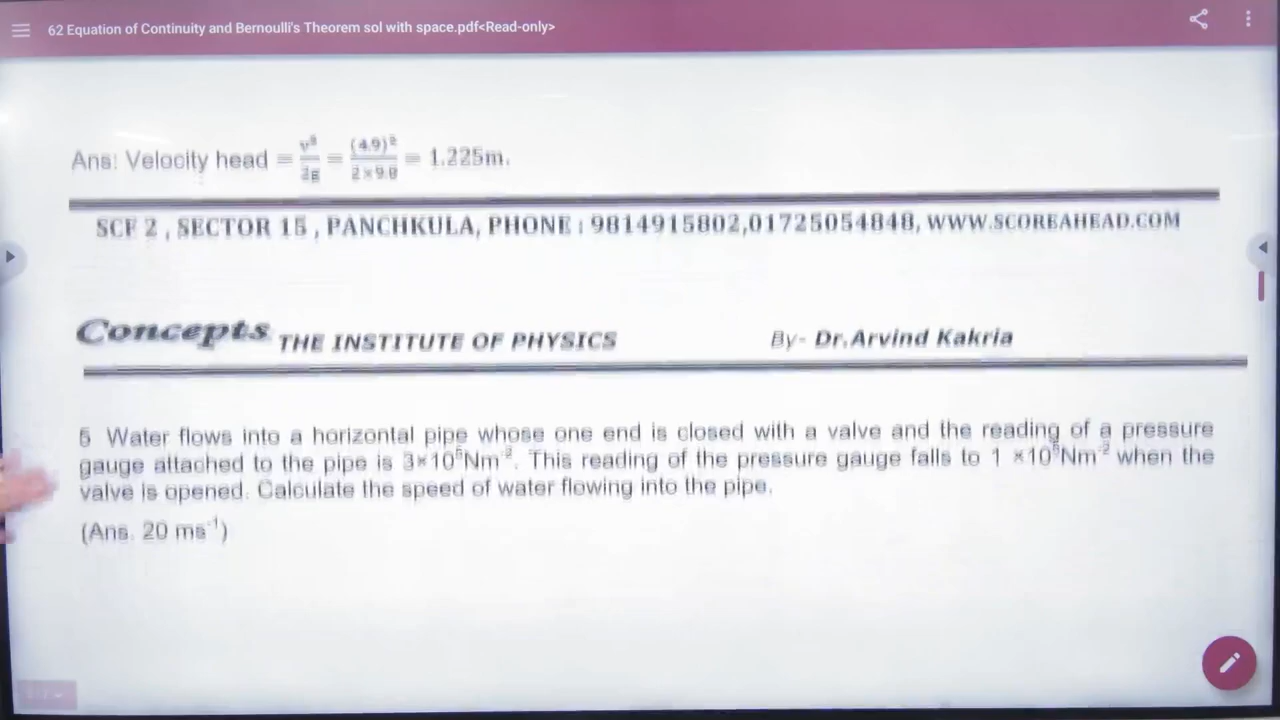 62 Equation of Continuity and Bernoulli's Theorem sol with space.pdf<Read-only>
Ans: Velocity head = v²/2g = (4.9)²/2×9.8 = 1.225m.
SCF 2 , SECTOR 15 , PANCHKULA, PHONE : 9814915802,01725054848, WWW.SCOREAHEAD.COM
Concepts THE INSTITUTE OF PHYSICS By- Dr.Arvind Kakria
5 Water flows into a horizontal pipe whose one end is closed with a valve and the reading of a pressure
gauge attached to the pipe is 3×10⁵Nm⁻². This reading of the pressure gauge falls to 1 ×10⁵Nm⁻² when the
valve is opened. Calculate the speed of water flowing into the pipe.
(Ans. 20 ms⁻¹)